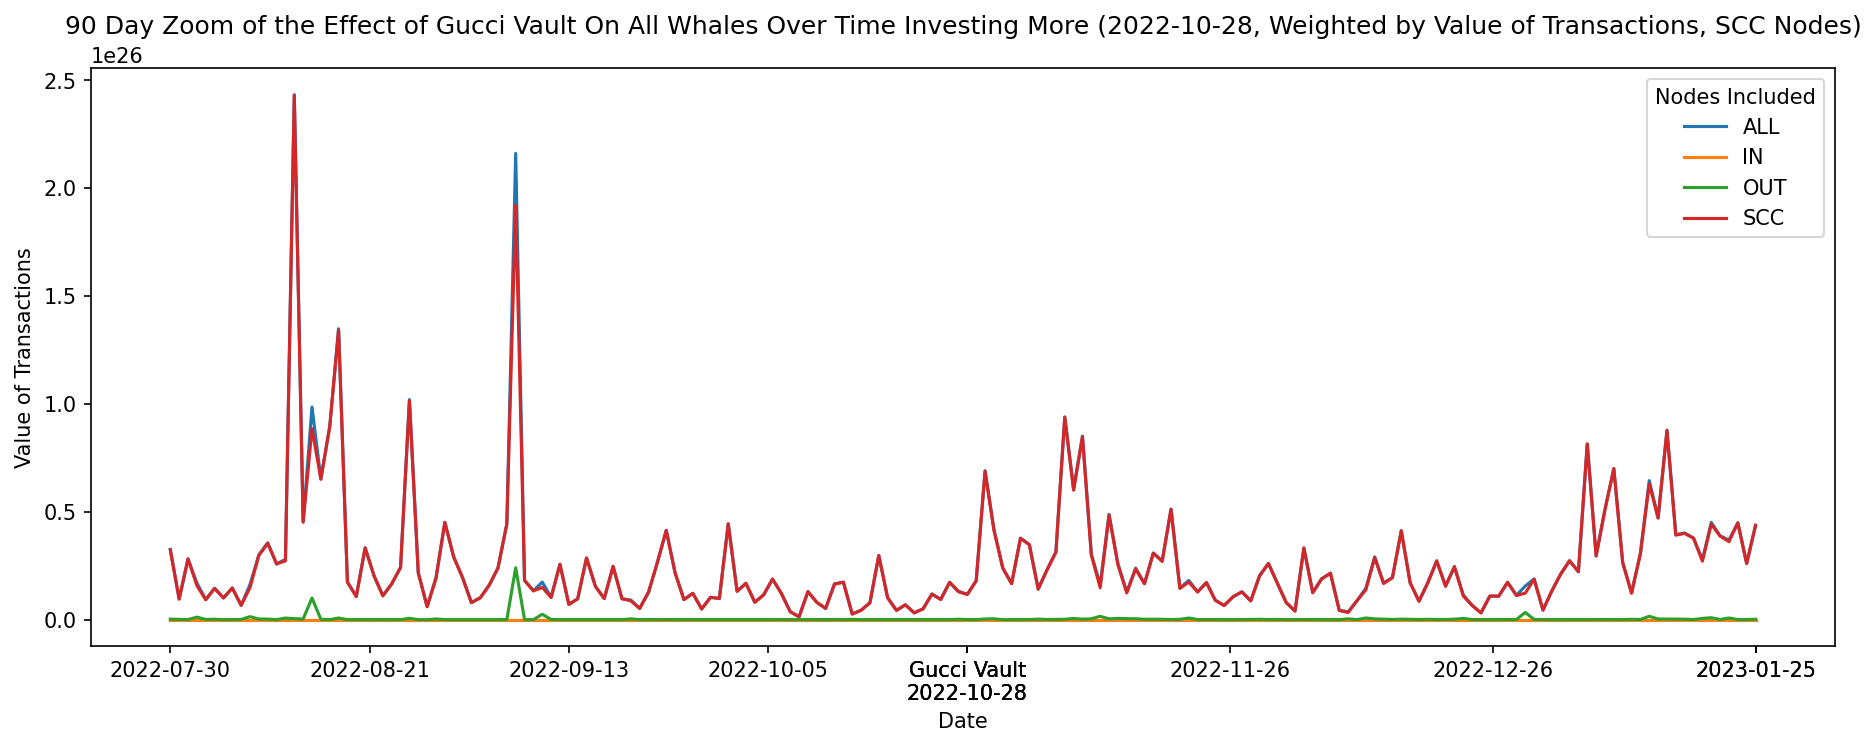 90 Day Zoom of the Effect of Gucci Vault On All Whales Over Time Investing More (2022-10-28, Weighted by Value of Transactions, SCC Nodes)
1e26
2.5
2.0
1.5
1.0
0.5
0.0
Value of Transactions
Nodes Included
ALL
IN
OUT
SCC
2022-07-30
2022-08-21
2022-09-13
2022-10-05
Gucci Vault
2022-10-28
2022-11-26
2022-12-26
2023-01-25
Date